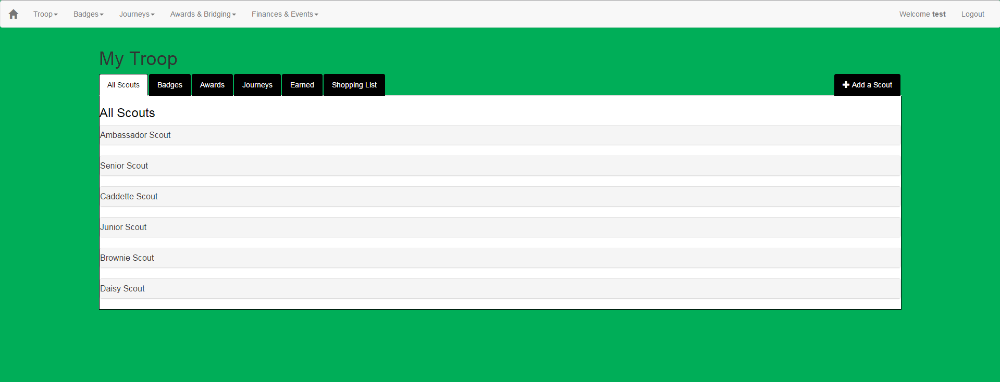 Troop Badges Journeys Awards & Bridging Finances & Events Welcome test Logout
My Troop
All Scouts Badges Awards Journeys Earned Shopping List Add a Scout
All Scouts
Ambassador Scout
Senior Scout
Caddette Scout
Junior Scout
Brownie Scout
Daisy Scout